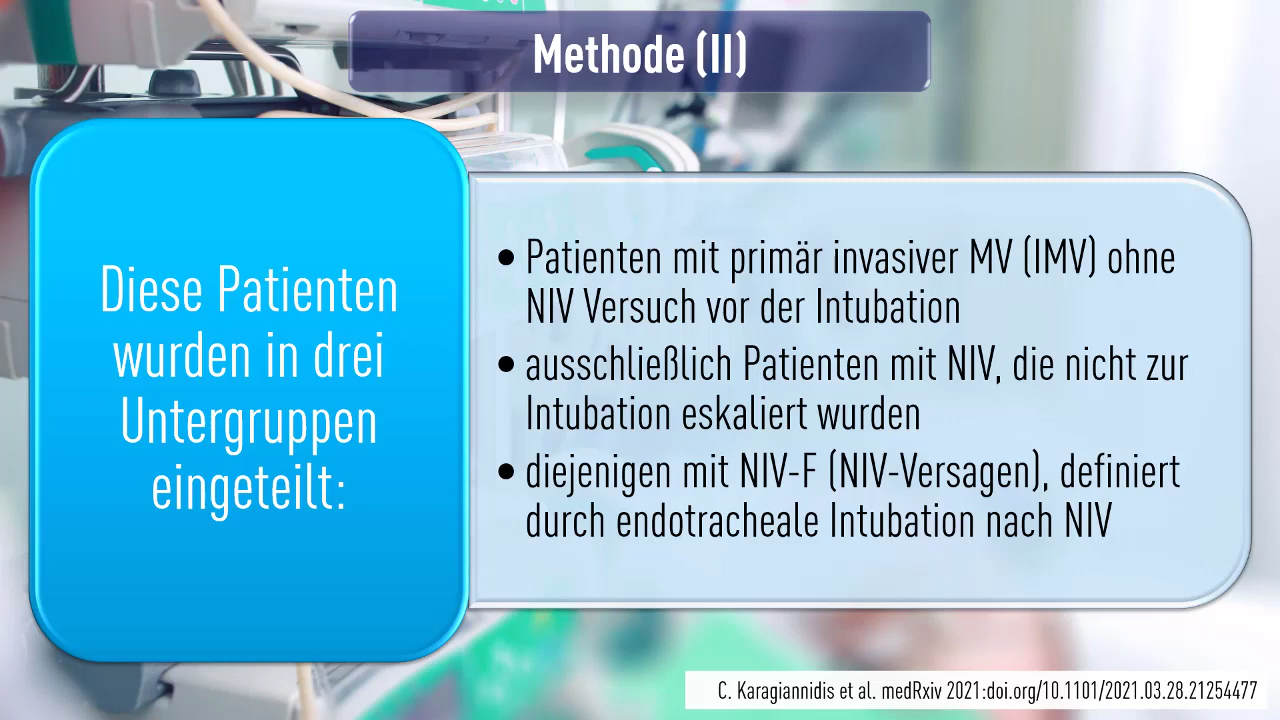 Methode (II)
Diese Patienten
wurden in drei
Untergruppen
eingeteilt:
• Patienten mit primär invasiver MV (IMV) ohne
NIV Versuch vor der Intubation
• ausschließlich Patienten mit NIV, die nicht zur
Intubation eskaliert wurden
• diejenigen mit NIV-F (NIV-Versagen), definiert
durch endotracheale Intubation nach NIV
C. Karagiannidis et al. medRxiv 2021:doi.org/10.1101/2021.03.28.21254477